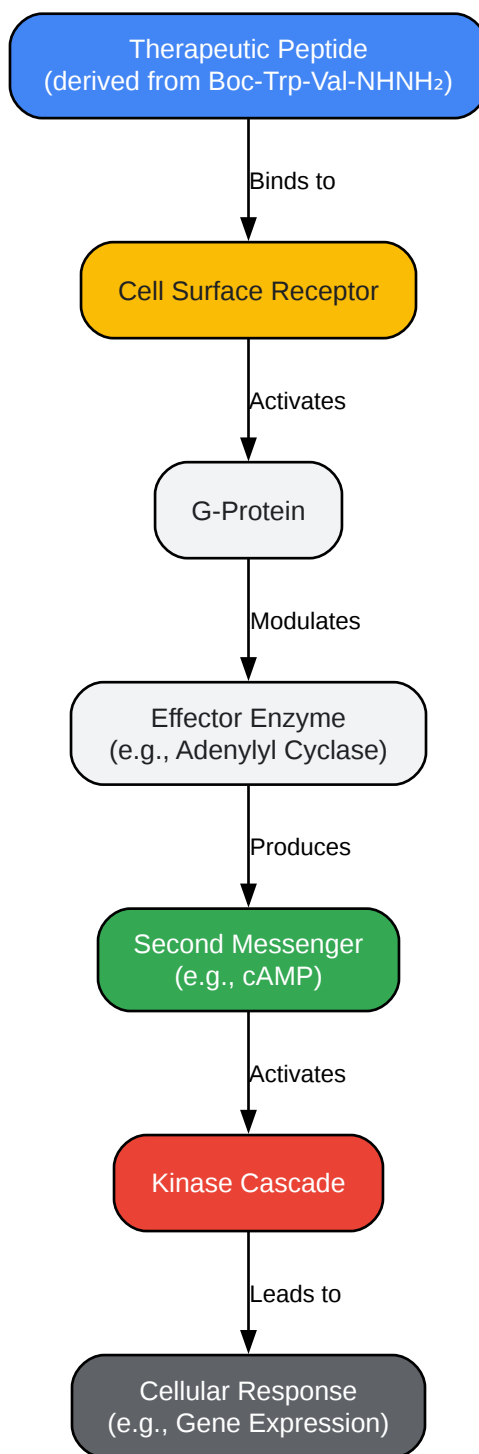 Therapeutic Peptide
(derived from Boc-Trp-Val-NHNH₂)
Binds to
Cell Surface Receptor
Activates
G-Protein
Modulates
Effector Enzyme
(e.g., Adenylyl Cyclase)
Produces
Second Messenger
(e.g., cAMP)
Activates
Kinase Cascade
Leads to
Cellular Response
(e.g., Gene Expression)